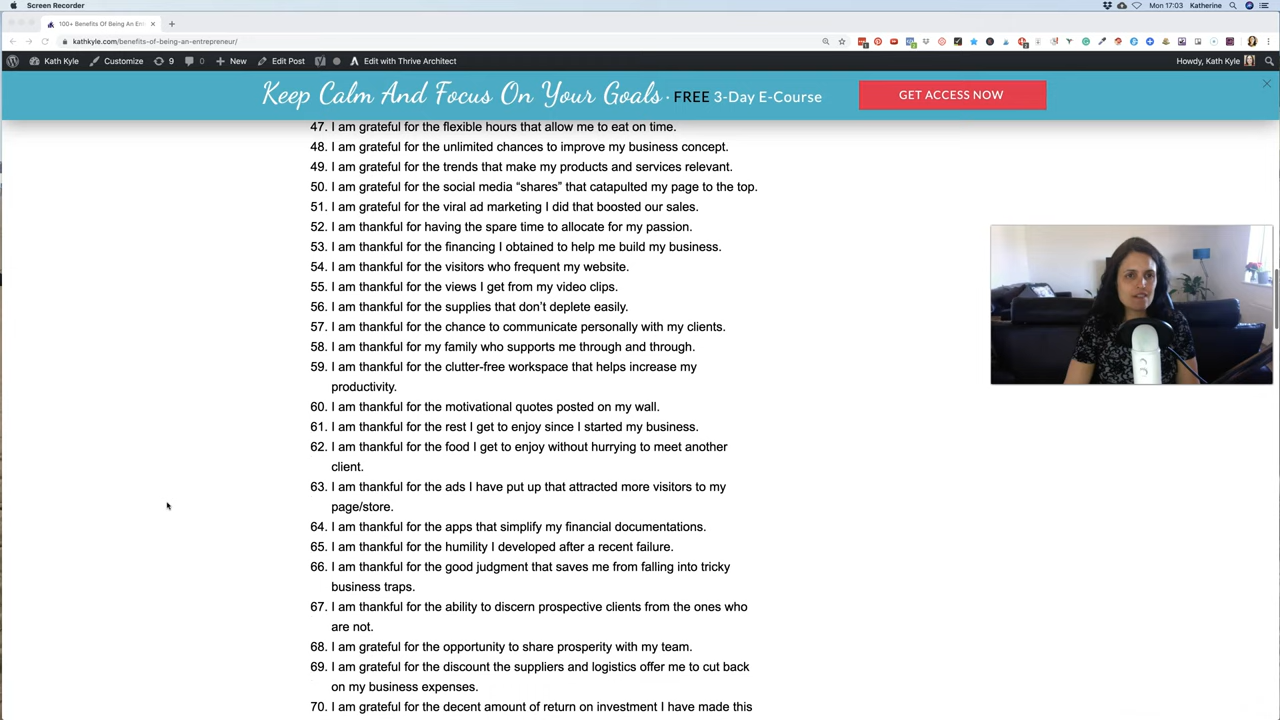 Screen Recorder
Mon 17:03 Katherine
100+ Benefits Of Being An Ent
kathkyle.com/benefits-of-being-an-entrepreneur/
Kath Kyle Customize 9 0 New Edit Post Edit with Thrive Architect Howdy, Kath Kyle
Keep Calm And Focus On Your Goals · FREE 3-Day E-Course GET ACCESS NOW
47. I am grateful for the flexible hours that allow me to eat on time.
48. I am grateful for the unlimited chances to improve my business concept.
49. I am grateful for the trends that make my products and services relevant.
50. I am grateful for the social media “shares” that catapulted my page to the top.
51. I am grateful for the viral ad marketing I did that boosted our sales.
52. I am thankful for having the spare time to allocate for my passion.
53. I am thankful for the financing I obtained to help me build my business.
54. I am thankful for the visitors who frequent my website.
55. I am thankful for the views I get from my video clips.
56. I am thankful for the supplies that don’t deplete easily.
57. I am thankful for the chance to communicate personally with my clients.
58. I am thankful for my family who supports me through and through.
59. I am thankful for the clutter-free workspace that helps increase my
productivity.
60. I am thankful for the motivational quotes posted on my wall.
61. I am thankful for the rest I get to enjoy since I started my business.
62. I am thankful for the food I get to enjoy without hurrying to meet another
client.
63. I am thankful for the ads I have put up that attracted more visitors to my
page/store.
64. I am thankful for the apps that simplify my financial documentations.
65. I am thankful for the humility I developed after a recent failure.
66. I am thankful for the good judgment that saves me from falling into tricky
business traps.
67. I am thankful for the ability to discern prospective clients from the ones who
are not.
68. I am grateful for the opportunity to share prosperity with my team.
69. I am grateful for the discount the suppliers and logistics offer me to cut back
on my business expenses.
70. I am grateful for the decent amount of return on investment I have made this